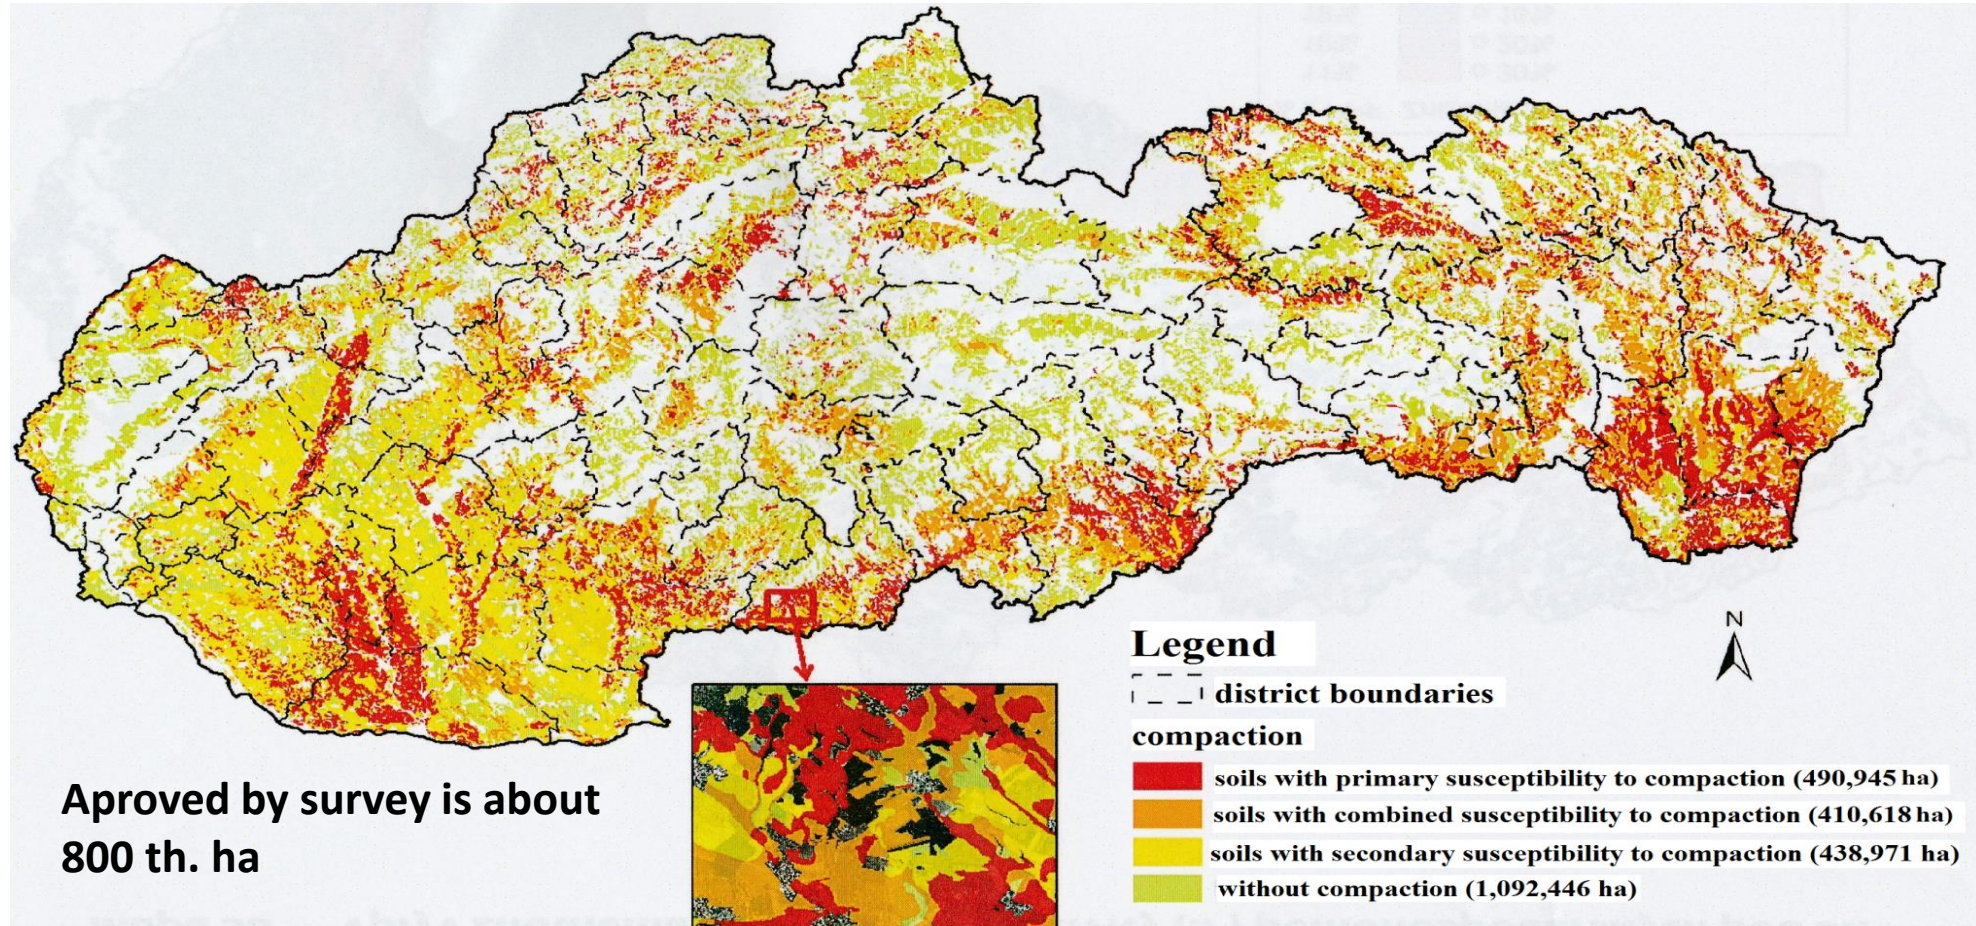 N
Legend
district boundaries
compaction
soils with primary susceptibility to compaction (490,945 ha)
soils with combined susceptibility to compaction (410,618 ha)
soils with secondary susceptibility to compaction (438,971 ha)
without compaction (1,092,446 ha)
Aproved by survey is about
800 th. ha